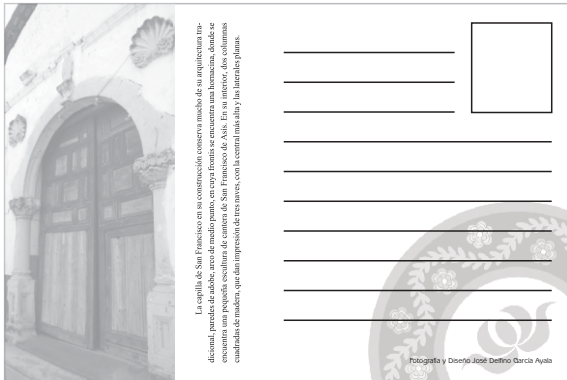 La capilla de San Francisco en su construcción conserva mucho de su arquitectura tra-
dicional, paredes de adobe, arco de medio punto, en cuya frontis se encuentra una hornacina, donde se
encuentra una pequeña escultura de cantera de San Francisco de Asís. En su interior, dos columnas
cuadradas de madera, que dan impresión de tres naves, con la central más alta y las laterales planas.
Fotografía y Diseño José Delfino García Ayala